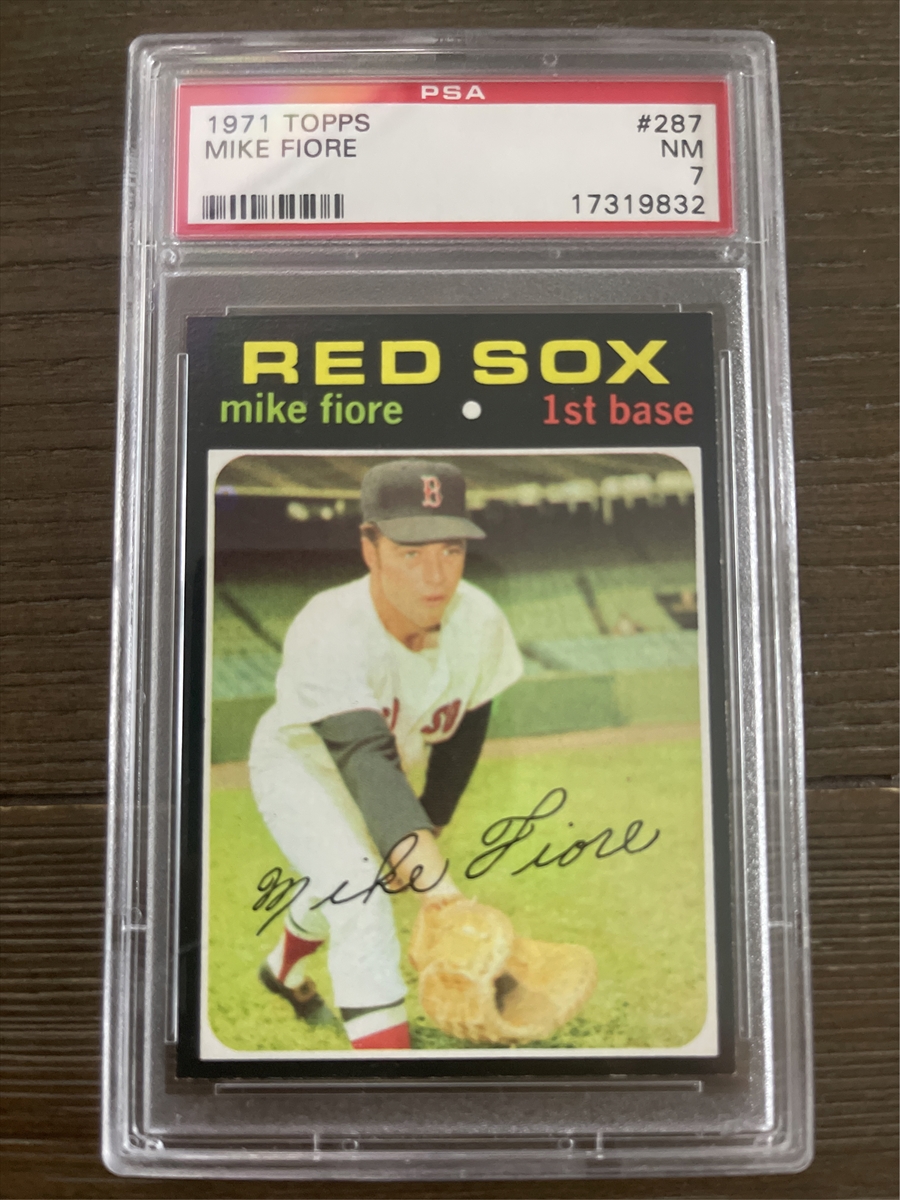 PSA
1971 TOPPS #287
MIKE FIORE NM
7
17319832
RED SOX
mike fiore • 1st base
B
Mike Fiore